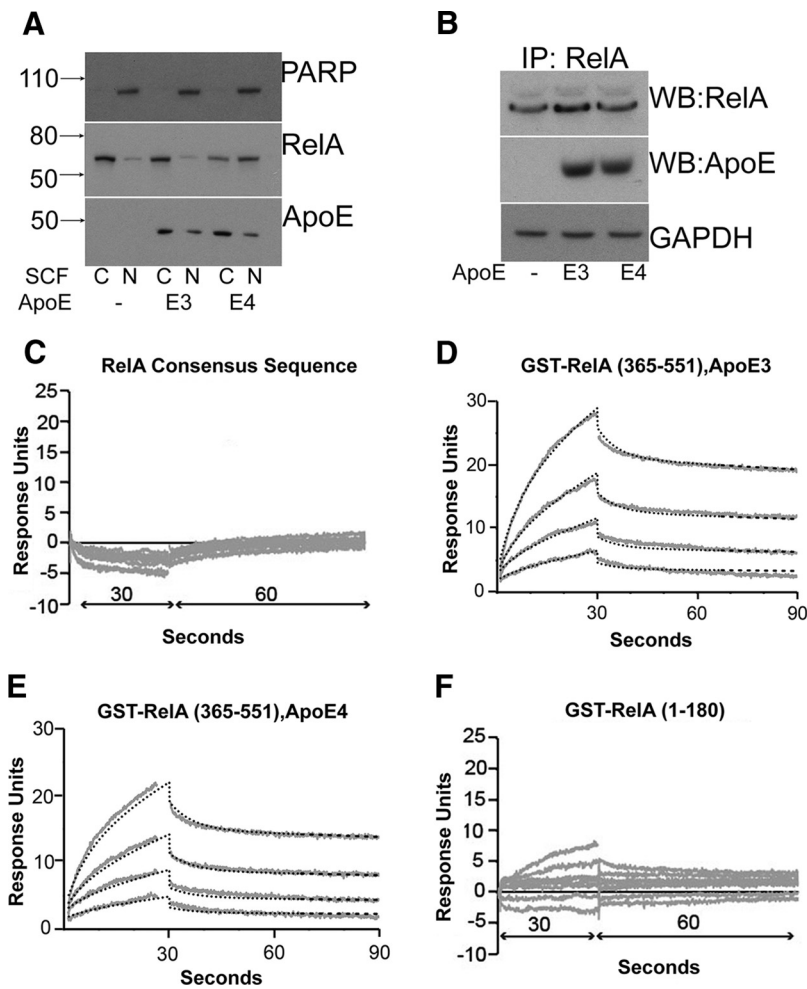 A
110
PARP
80
50
RelA
50
ApoE
SCF C N C N C N
ApoE - E3 E4
B
IP: RelA
WB:RelA
WB:ApoE
GAPDH
ApoE - E3 E4
C
RelA Consensus Sequence
Response Units
25
20
15
10
5
0
-5
-10
30
60
Seconds
D
GST-RelA (365-551),ApoE3
Response Units
30
20
10
0
30 60 90
Seconds
E
GST-RelA (365-551),ApoE4
Response Units
30
20
10
0
30 60 90
Seconds
F
GST-RelA (1-180)
Response Units
25
20
15
10
5
0
-5
-10
30
60
Seconds